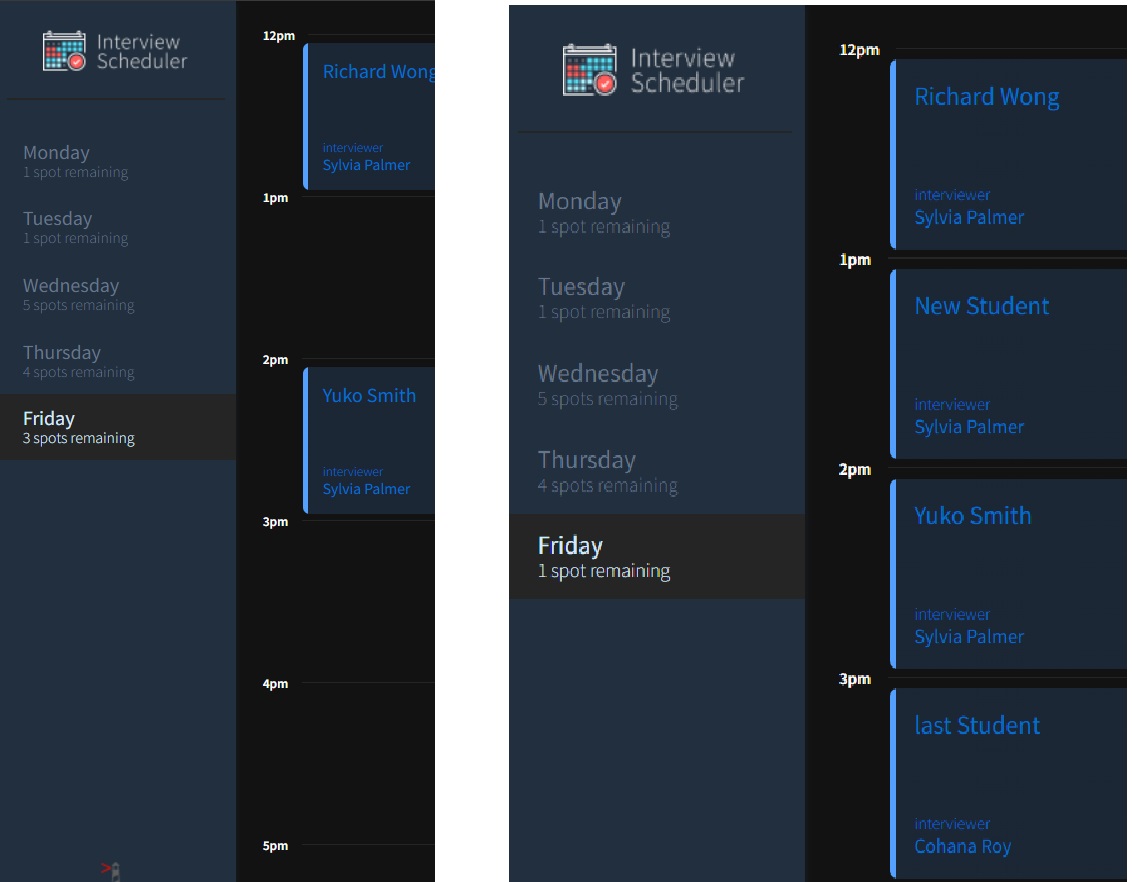 Interview
Scheduler
Monday
1 spot remaining
Tuesday
1 spot remaining
Wednesday
5 spots remaining
Thursday
4 spots remaining
Friday
3 spots remaining
12pm
Richard Wong
interviewer
Sylvia Palmer
1pm
2pm
Yuko Smith
interviewer
Sylvia Palmer
3pm
4pm
5pm
Interview
Scheduler
Monday
1 spot remaining
Tuesday
1 spot remaining
Wednesday
5 spots remaining
Thursday
4 spots remaining
Friday
1 spot remaining
12pm
Richard Wong
interviewer
Sylvia Palmer
1pm
New Student
interviewer
Sylvia Palmer
2pm
Yuko Smith
interviewer
Sylvia Palmer
3pm
last Student
interviewer
Cohana Roy